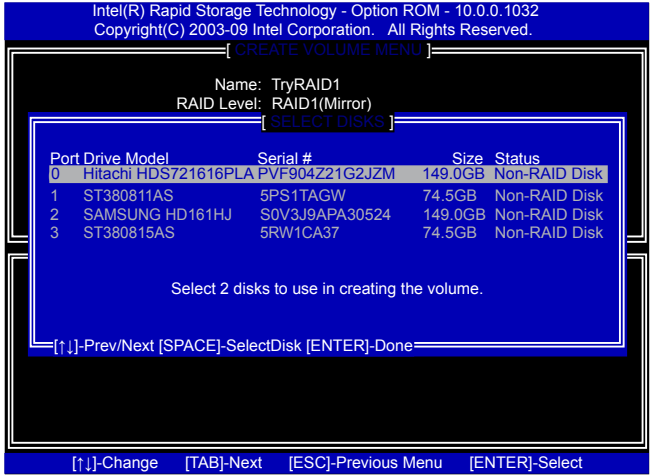 Intel(R) Rapid Storage Technology - Option ROM - 10.0.0.1032
Copyright(C) 2003-09 Intel Corporation. All Rights Reserved.
[ CREATE VOLUME MENU ]
Name: TryRAID1
RAID Level: RAID1(Mirror)
[ SELECT DISKS ]
Port Drive Model Serial # Size Status
0 Hitachi HDS721616PLA PVF904Z21G2JZM 149.0GB Non-RAID Disk
1 ST380811AS 5PS1TAGW 74.5GB Non-RAID Disk
2 SAMSUNG HD161HJ S0V3J9APA30524 149.0GB Non-RAID Disk
3 ST380815AS 5RW1CA37 74.5GB Non-RAID Disk
Select 2 disks to use in creating the volume.
[↑↓]-Prev/Next [SPACE]-SelectDisk [ENTER]-Done
[↑↓]-Change [TAB]-Next [ESC]-Previous Menu [ENTER]-Select